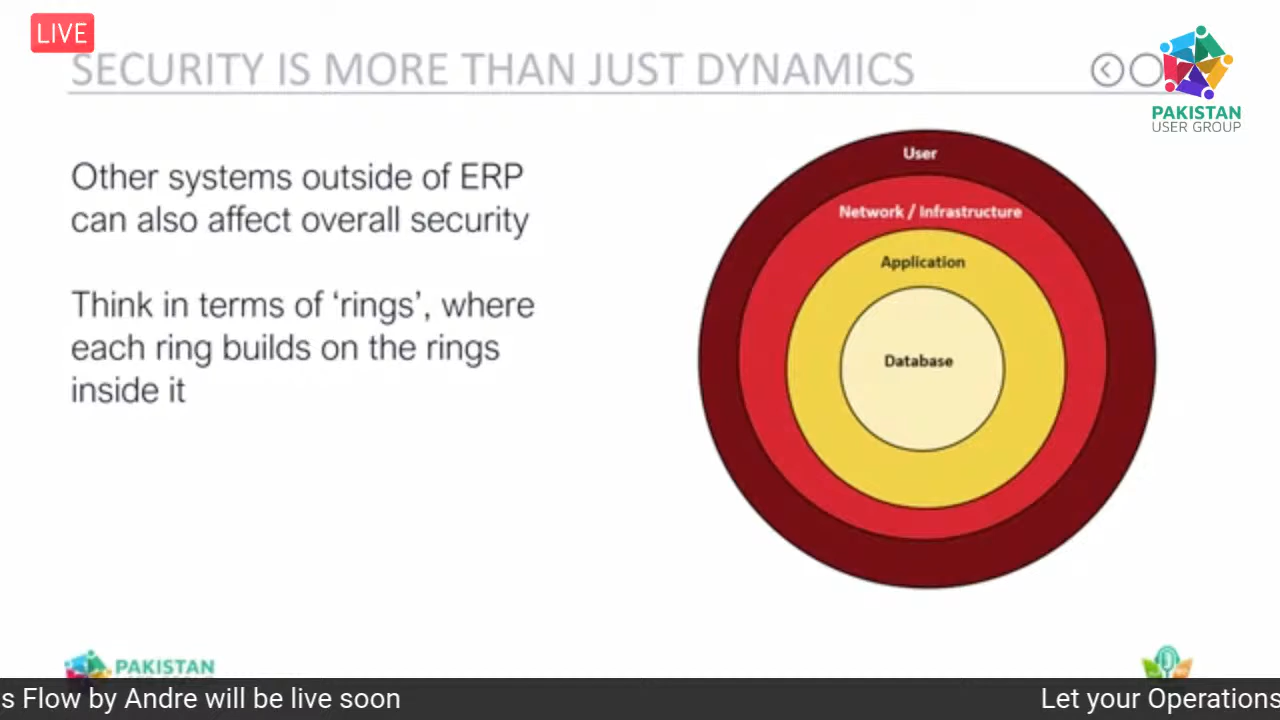 LIVE
SECURITY IS MORE THAN JUST DYNAMICS
PAKISTAN
USER GROUP
Other systems outside of ERP
can also affect overall security
Think in terms of ‘rings’, where
each ring builds on the rings
inside it
User
Network / Infrastructure
Application
Database
PAKISTAN
s Flow by Andre will be live soon
Let your Operations